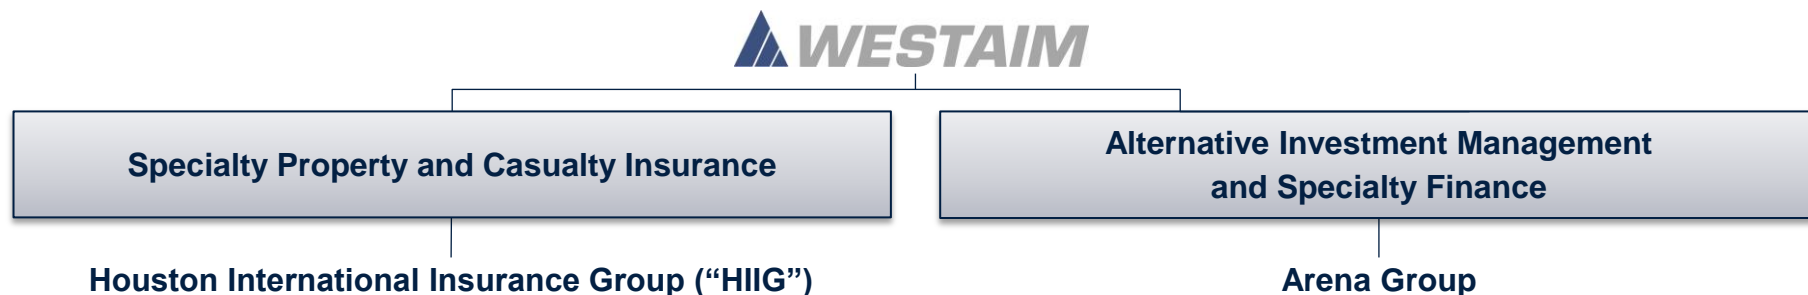 WESTAIM
Specialty Property and Casualty Insurance
Alternative Investment Management
and Specialty Finance
Houston International Insurance Group (“HIIG”)
Arena Group